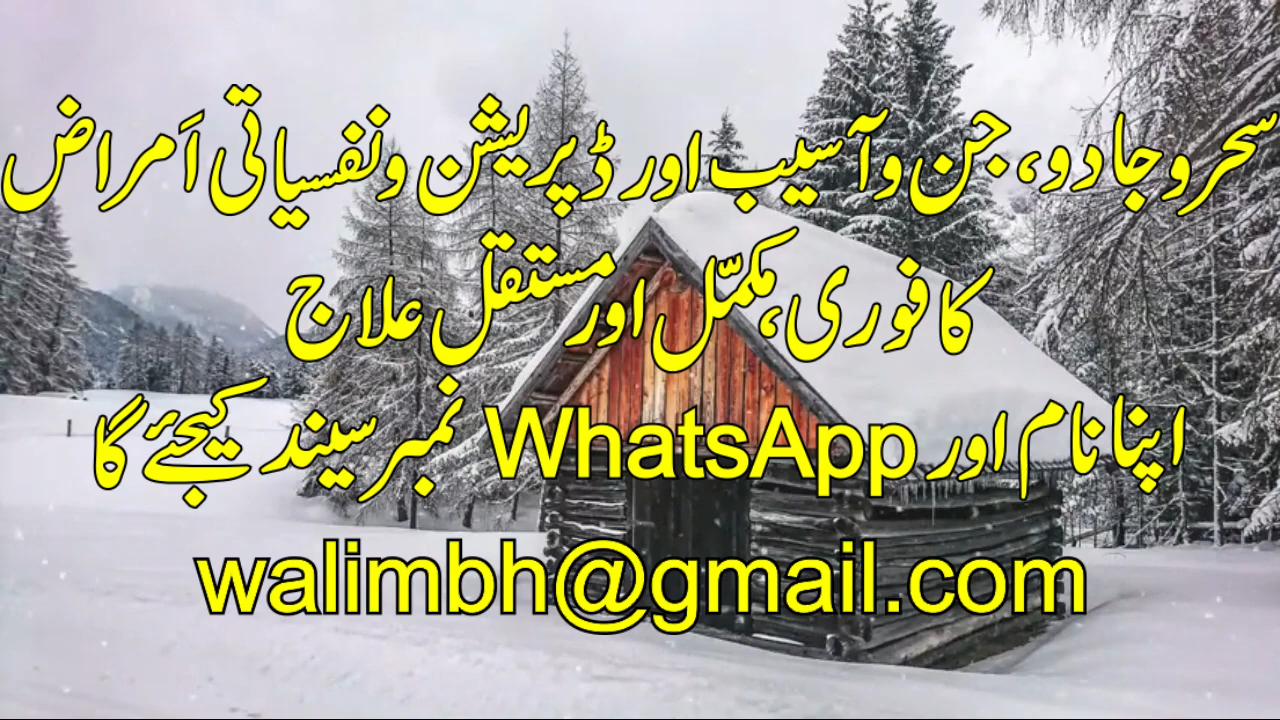 سحر و جادو، جن و آسیب اور ڈپریشن و نفسیاتی اَمراض
کا فوری، مکمّل اور مستقل علاج
اپنا نام اور WhatsApp نمبر سیند کیجئے گا
walimbh@gmail.com